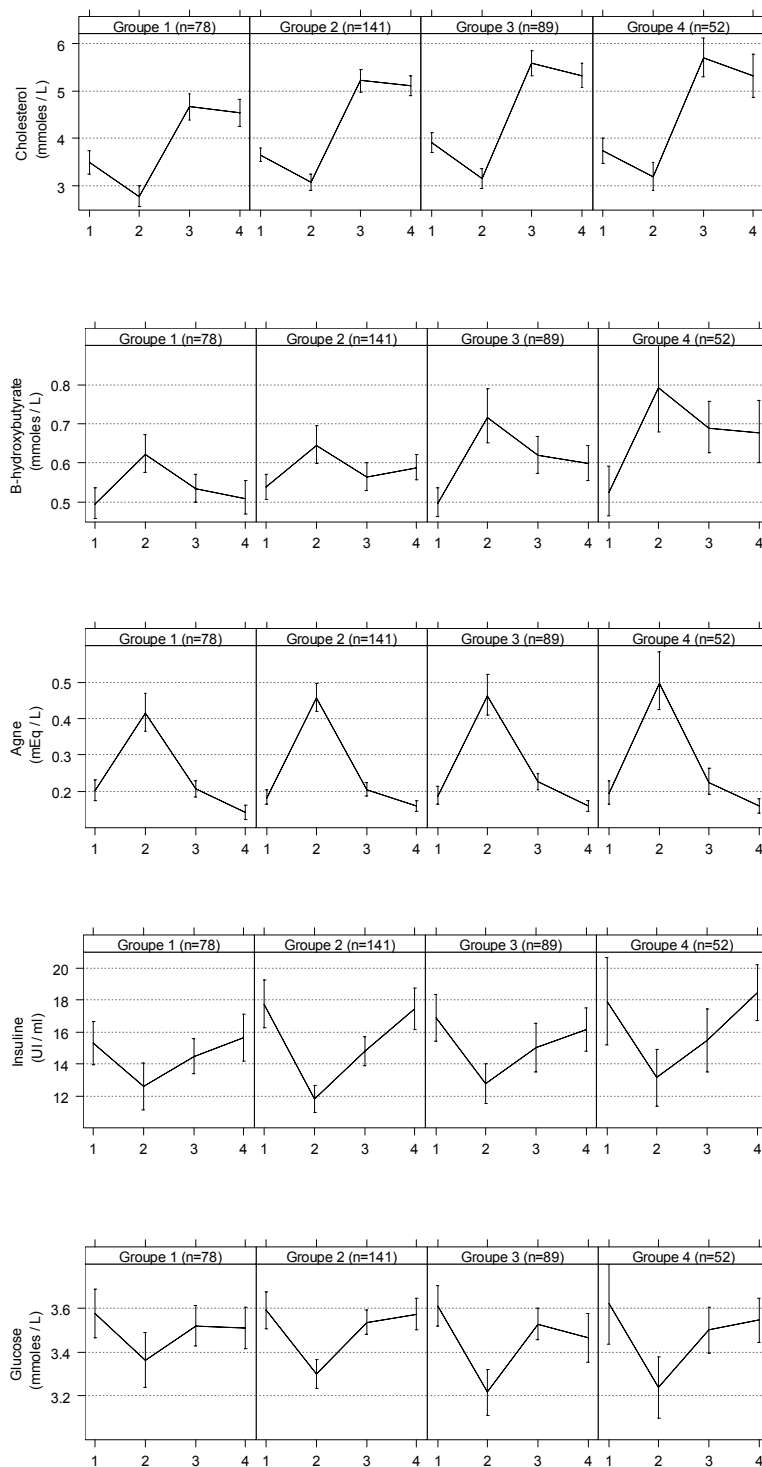 Groupe 1 (n=78) Groupe 2 (n=141) Groupe 3 (n=89) Groupe 4 (n=52)
Cholesterol
(mmoles / L)
6
5
4
3
1 2 3 4 1 2 3 4 1 2 3 4 1 2 3 4
Groupe 1 (n=78) Groupe 2 (n=141) Groupe 3 (n=89) Groupe 4 (n=52)
B-hydroxybutyrate
(mmoles / L)
0.8
0.7
0.6
0.5
1 2 3 4 1 2 3 4 1 2 3 4 1 2 3 4
Groupe 1 (n=78) Groupe 2 (n=141) Groupe 3 (n=89) Groupe 4 (n=52)
Agne
(mEq / L)
0.5
0.4
0.3
0.2
1 2 3 4 1 2 3 4 1 2 3 4 1 2 3 4
Groupe 1 (n=78) Groupe 2 (n=141) Groupe 3 (n=89) Groupe 4 (n=52)
Insuline
(UI / ml)
20
18
16
14
12
1 2 3 4 1 2 3 4 1 2 3 4 1 2 3 4
Groupe 1 (n=78) Groupe 2 (n=141) Groupe 3 (n=89) Groupe 4 (n=52)
Glucose
(mmoles / L)
3.6
3.4
3.2
1 2 3 4 1 2 3 4 1 2 3 4 1 2 3 4